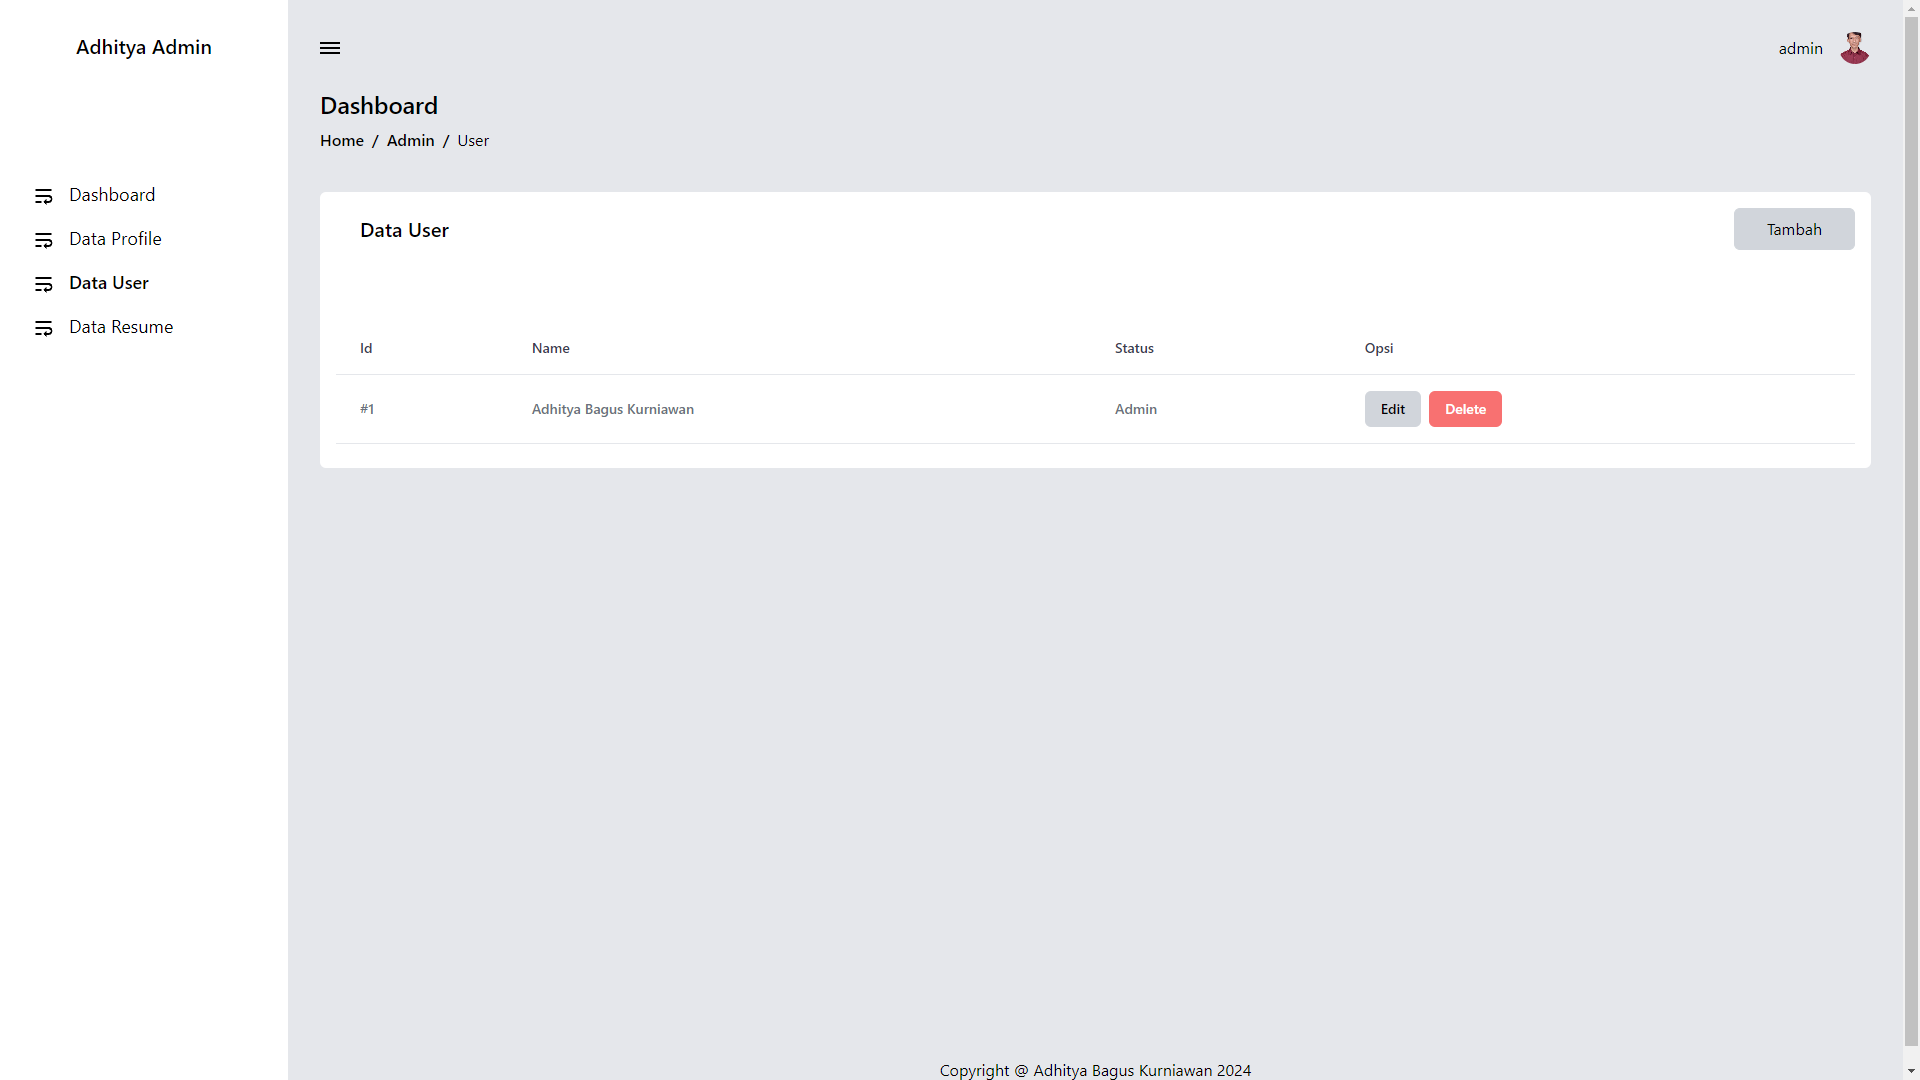 Adhitya Admin
admin
Dashboard
Home / Admin / User
Dashboard
Data Profile
Data User
Data Resume
Data User
Tambah
Id Name Status Opsi
#1 Adhitya Bagus Kurniawan Admin Edit Delete
Copyright @ Adhitya Bagus Kurniawan 2024